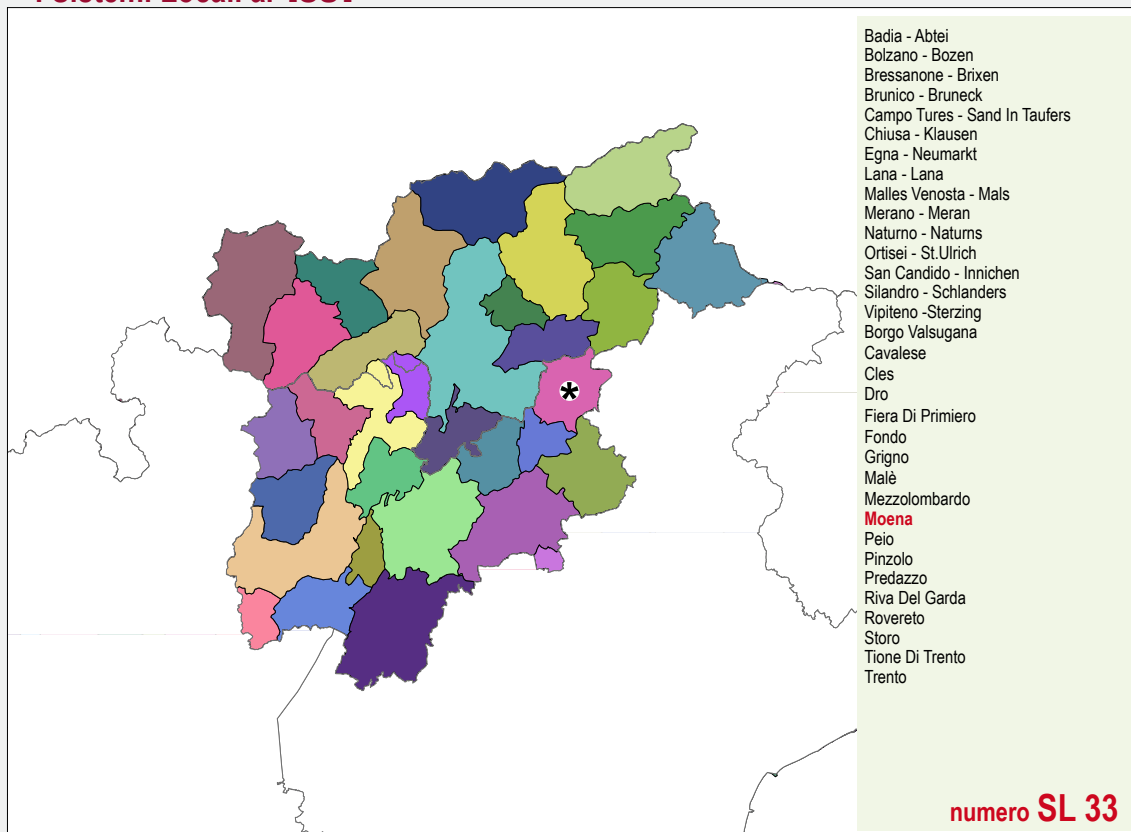 Badia - Abtei
Bolzano - Bozen
Bressanone - Brixen
Brunico - Bruneck
Campo Tures - Sand In Taufers
Chiusa - Klausen
Egna - Neumarkt
Lana - Lana
Malles Venosta - Mals
Merano - Meran
Naturno - Naturns
Ortisei - St.Ulrich
San Candido - Innichen
Silandro - Schlanders
Vipiteno -Sterzing
Borgo Valsugana
Cavalese
Cles
Dro
Fiera Di Primiero
Fondo
Grigno
Malè
Mezzolombardo
Moena
Peio
Pinzolo
Predazzo
Riva Del Garda
Rovereto
Storo
Tione Di Trento
Trento
*
numero SL 33